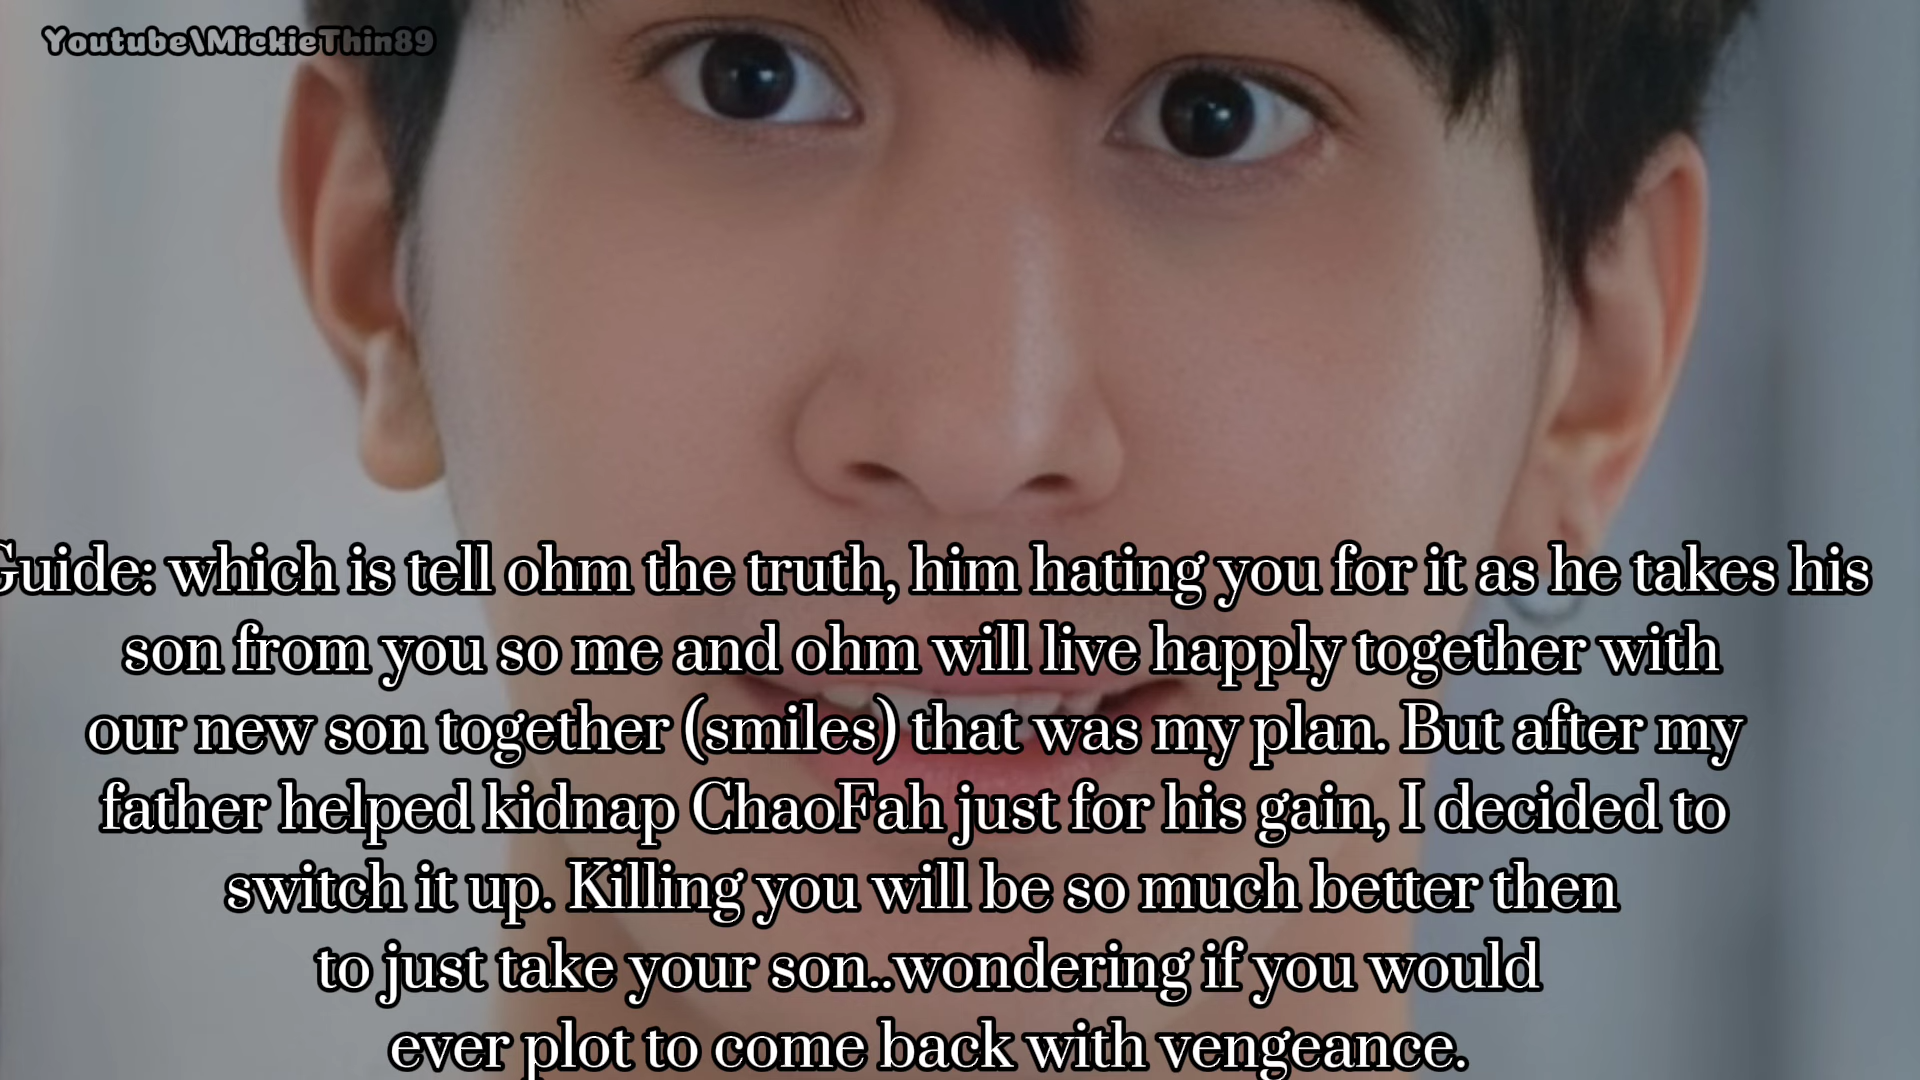 Youtube\MickieThin89
Guide: which is tell ohm the truth, him hating you for it as he takes his
son from you so me and ohm will live happly together with
our new son together (smiles) that was my plan. But after my
father helped kidnap ChaoFah just for his gain, I decided to
switch it up. Killing you will be so much better then
to just take your son..wondering if you would
ever plot to come back with vengeance.